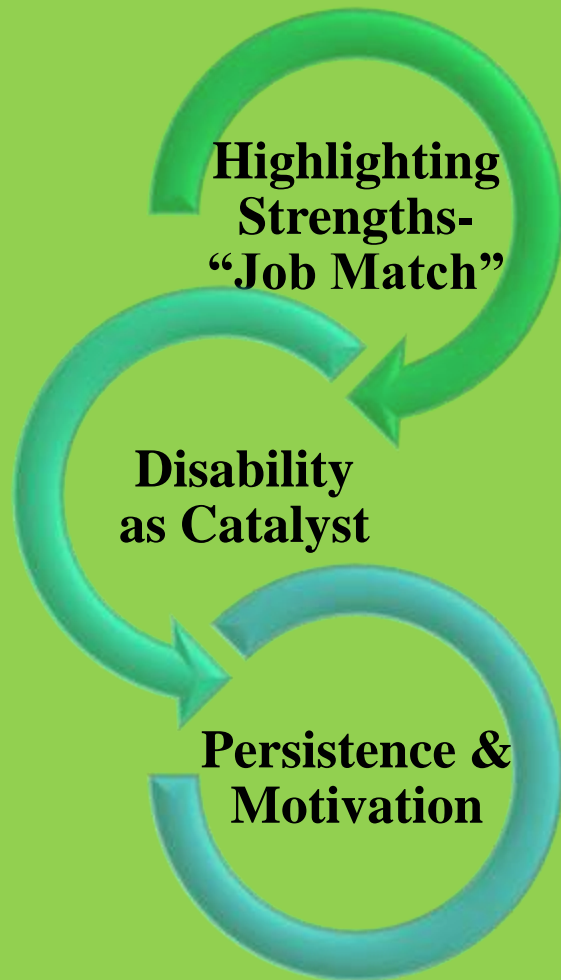 Highlighting
Strengths-
“Job Match”
Disability
as Catalyst
Persistence &
Motivation